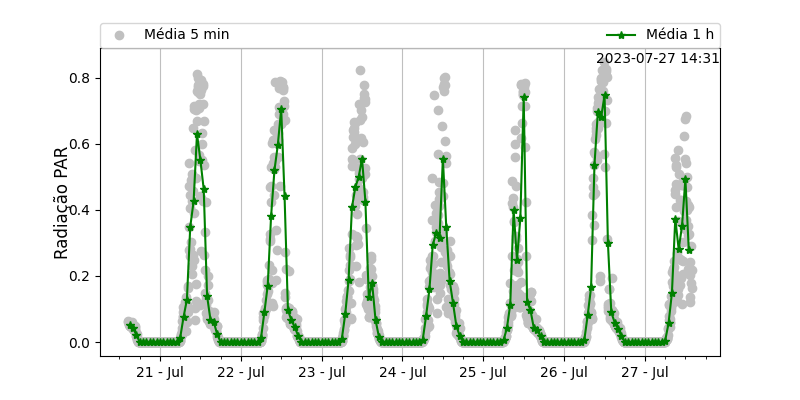 Média 5 min
Média 1 h
2023-07-27 14:31
Radiação PAR
0.8
0.6
0.4
0.2
0.0
21 - Jul
22 - Jul
23 - Jul
24 - Jul
25 - Jul
26 - Jul
27 - Jul